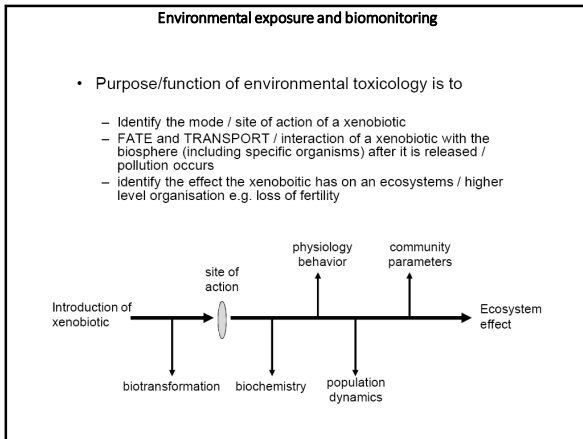 Environmental exposure and biomonitoring
• Purpose/function of environmental toxicology is to
– Identify the mode / site of action of a xenobiotic
– FATE and TRANSPORT / interaction of a xenobiotic with the
biosphere (including specific organisms) after it is released /
pollution occurs
– identify the effect the xenoboitic has on an ecosystems / higher
level organisation e.g. loss of fertility
physiology
behavior
community
parameters
site of
action
Introduction of
xenobiotic
Ecosystem
effect
biotransformation
biochemistry
population
dynamics